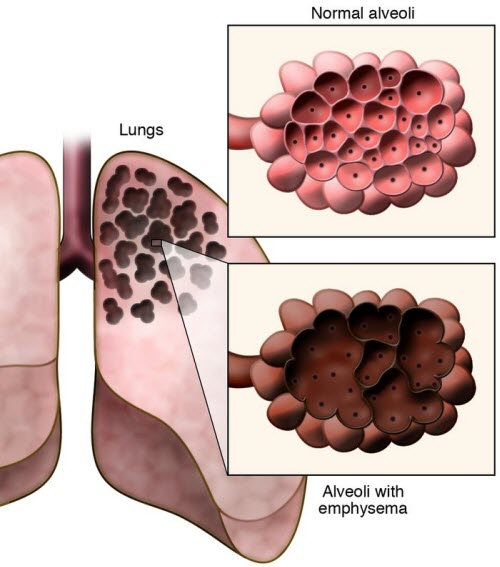 Normal alveoli
Lungs
Alveoli with
emphysema